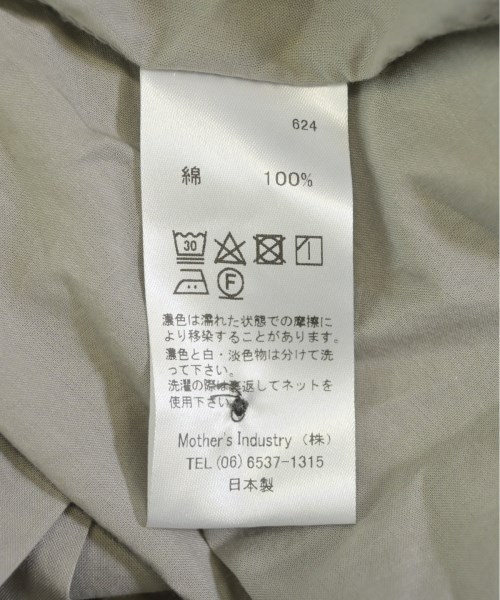 624
綿 100%
30
F
濃色は濡れた状態での摩擦に
より移染することがあります。
濃色と白・淡色物は分けて洗
って下さい。
洗濯の際は裏返してネットを
使用下さい
Mother's Industry (株)
TEL (06) 6537-1315
日本製